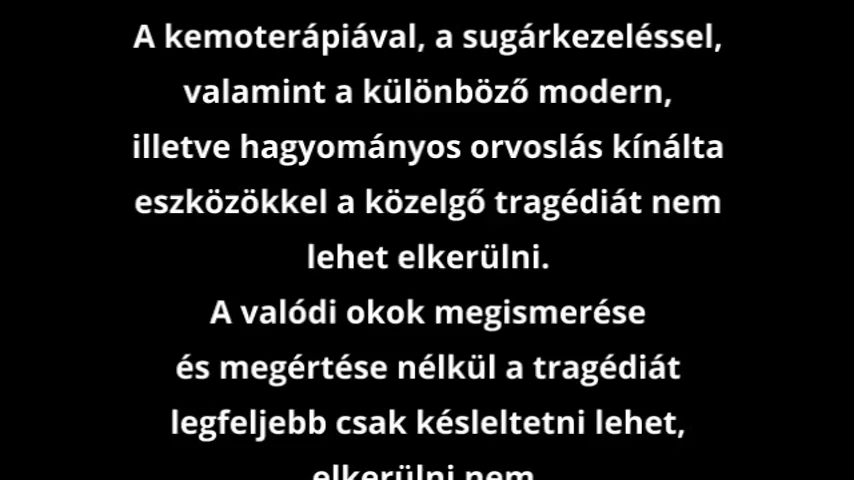 A kemoterápiával, a sugárkezeléssel,
valamint a különböző modern,
illetve hagyományos orvoslás kínálta
eszközökkel a közelgő tragédiát nem
lehet elkerülni.
A valódi okok megismerése
és megértése nélkül a tragédiát
legfeljebb csak késleltetni lehet,
elkerülni nem